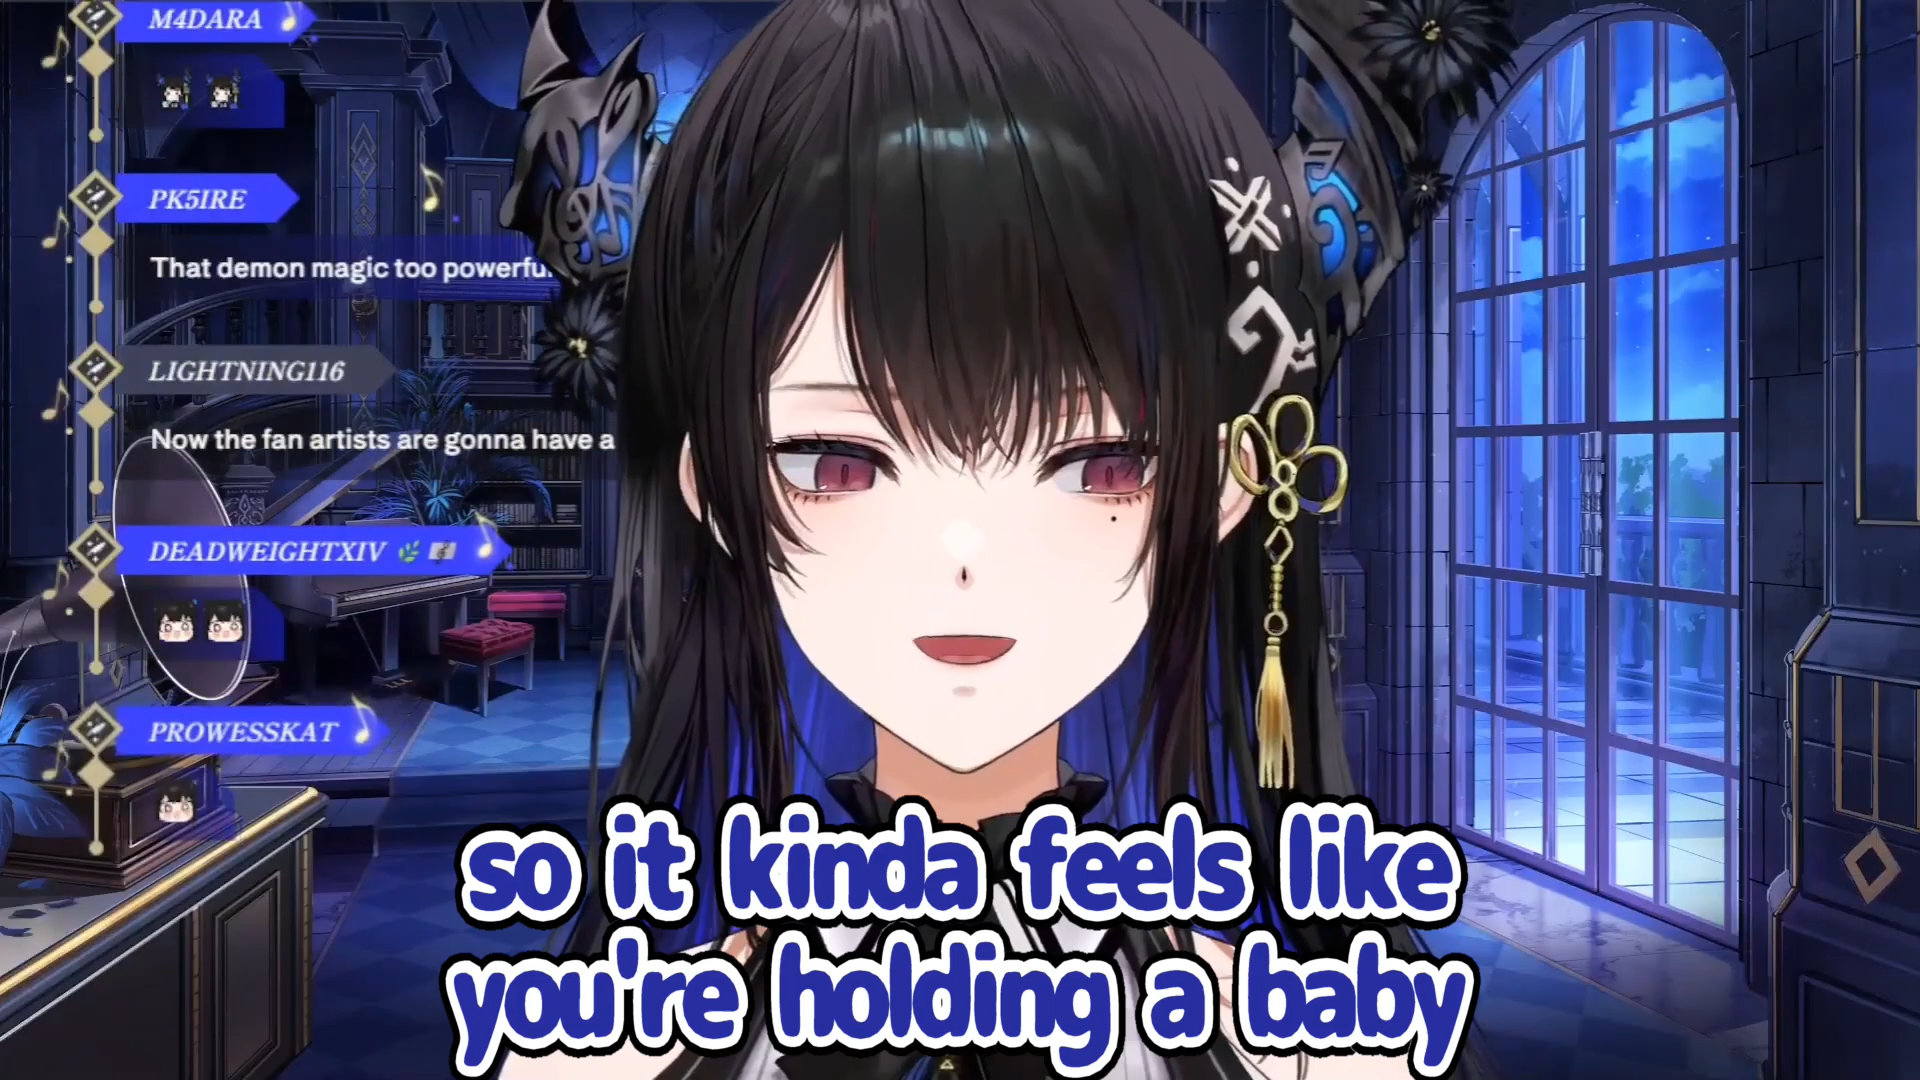 M4DARA
PK5IRE
That demon magic too powerful
LIGHTNING116
Now the fan artists are gonna have a
DEADWEIGHTXIV
PROWESSKAT
so it kinda feels like
you're holding a baby